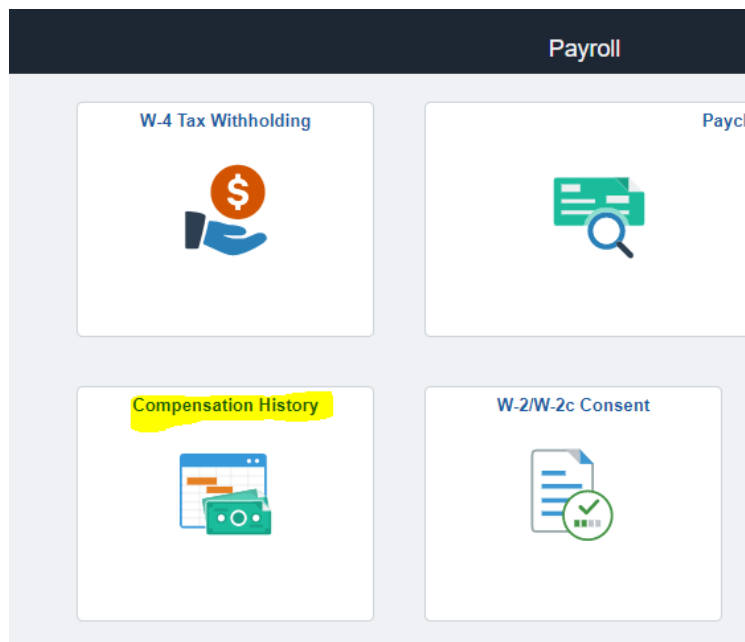 Payroll
W-4 Tax Withholding
Compensation History
W-2/W-2c Consent